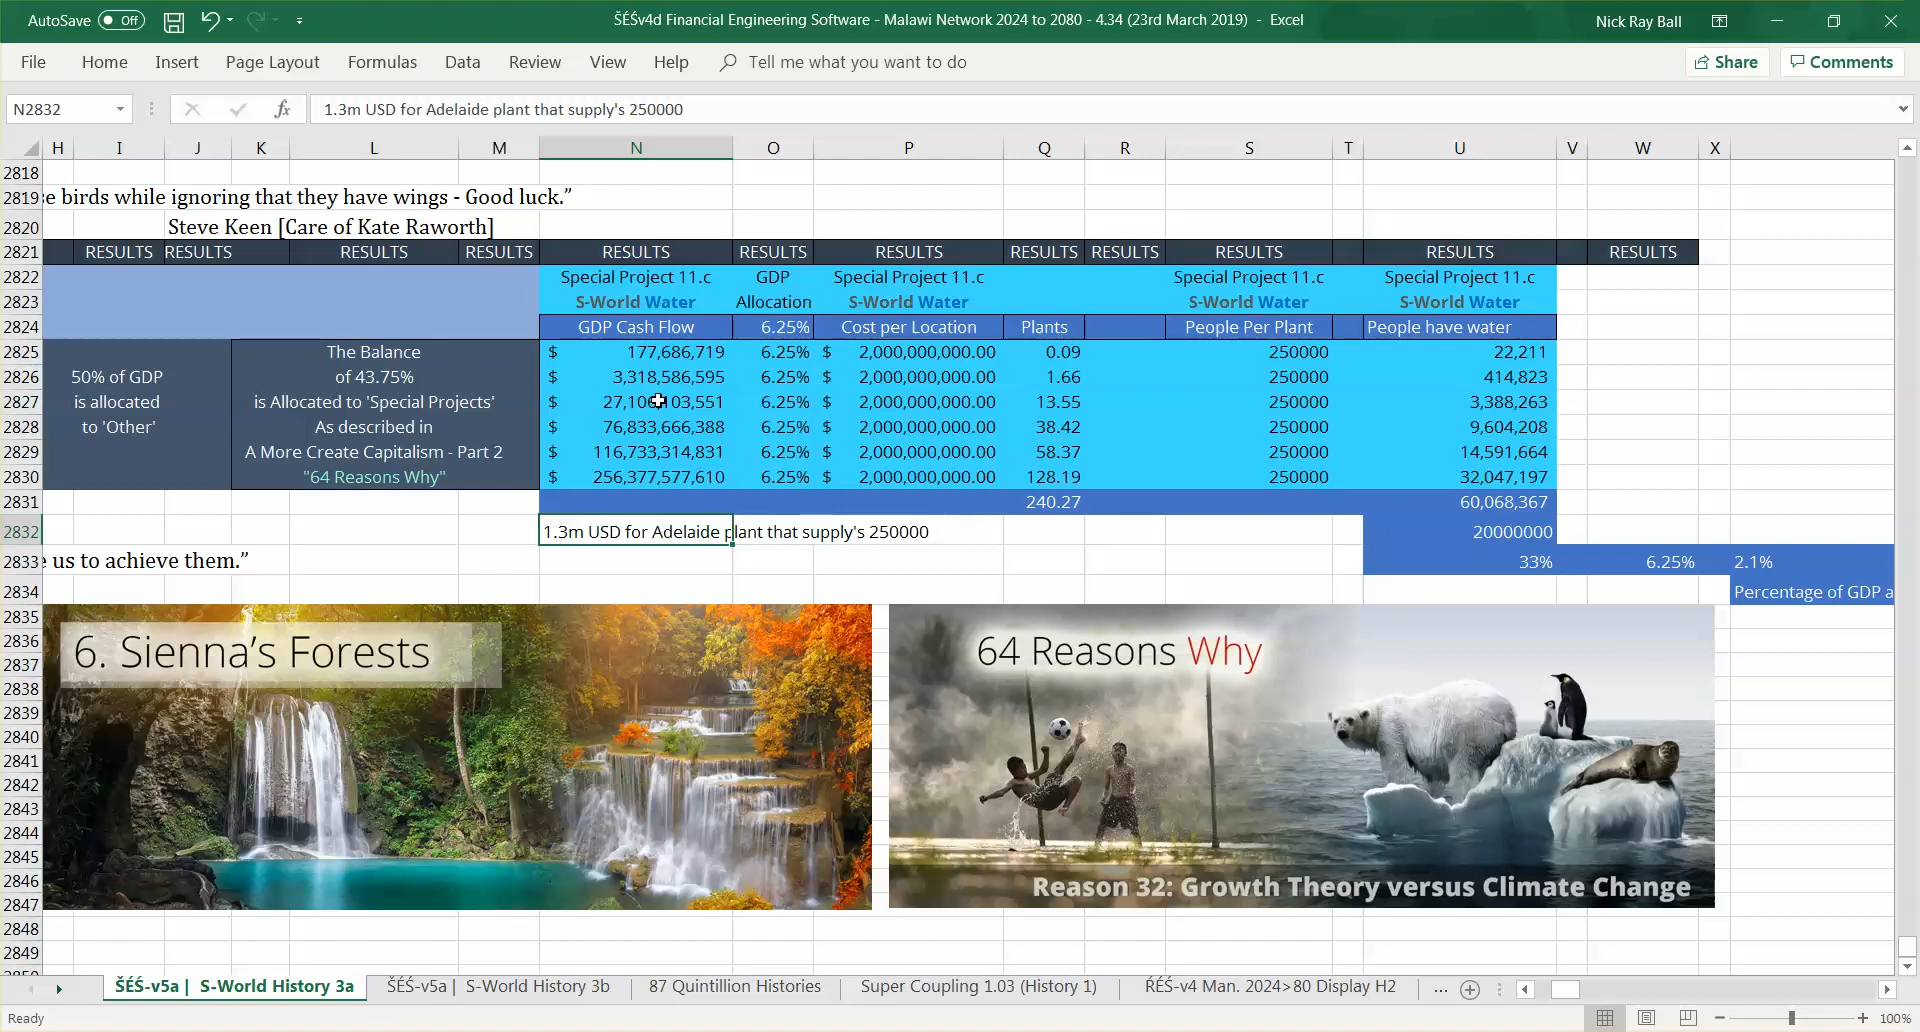 AutoSave Off ŠÉŚv4d Financial Engineering Software - Malawi Network 2024 to 2080 - 4.34 (23rd March 2019) - Excel Nick Ray Ball
File Home Insert Page Layout Formulas Data Review View Help Tell me what you want to do Share Comments
N2832 fx 1.3m USD for Adelaide plant that supply's 250000
H I J K L M N O P Q R S T U V W X
2818
2819 e birds while ignoring that they have wings - Good luck.”
2820 Steve Keen [Care of Kate Raworth]
2821 RESULTS RESULTS RESULTS RESULTS RESULTS RESULTS RESULTS RESULTS RESULTS RESULTS RESULTS RESULTS
2822 Special Project 11.c GDP Special Project 11.c Special Project 11.c Special Project 11.c
2823 S-World Water Allocation S-World Water S-World Water S-World Water
2824 GDP Cash Flow 6.25% Cost per Location Plants People Per Plant People have water
2825 The Balance $ 177,686,719 6.25% $ 2,000,000,000.00 0.09 250000 22,211
2826 50% of GDP of 43.75% $ 3,318,586,595 6.25% $ 2,000,000,000.00 1.66 250000 414,823
2827 is allocated is Allocated to 'Special Projects' $ 27,10 03,551 6.25% $ 2,000,000,000.00 13.55 250000 3,388,263
2828 to 'Other' As described in $ 76,833,666,388 6.25% $ 2,000,000,000.00 38.42 250000 9,604,208
2829 A More Create Capitalism - Part 2 $ 116,733,314,831 6.25% $ 2,000,000,000.00 58.37 250000 14,591,664
2830 "64 Reasons Why" $ 256,377,577,610 6.25% $ 2,000,000,000.00 128.19 250000 32,047,197
2831 240.27 60,068,367
2832 1.3m USD for Adelaide plant that supply's 250000 20000000
2833 e us to achieve them.” 33% 6.25% 2.1%
2834 Percentage of GDP a
2835
2836 6. Sienna’s Forests 64 Reasons Why
2837
2838
2839
2840
2841
2842
2843
2844
2845
2846 Reason 32: Growth Theory versus Climate Change
2847
2848
2849
ŠÉŚ-v5a | S-World History 3a ŠÉŚ-v5a | S-World History 3b 87 Quintillion Histories Super Coupling 1.03 (History 1) ŔÉŚ-v4 Man. 2024>80 Display H2 ...
Ready 100%